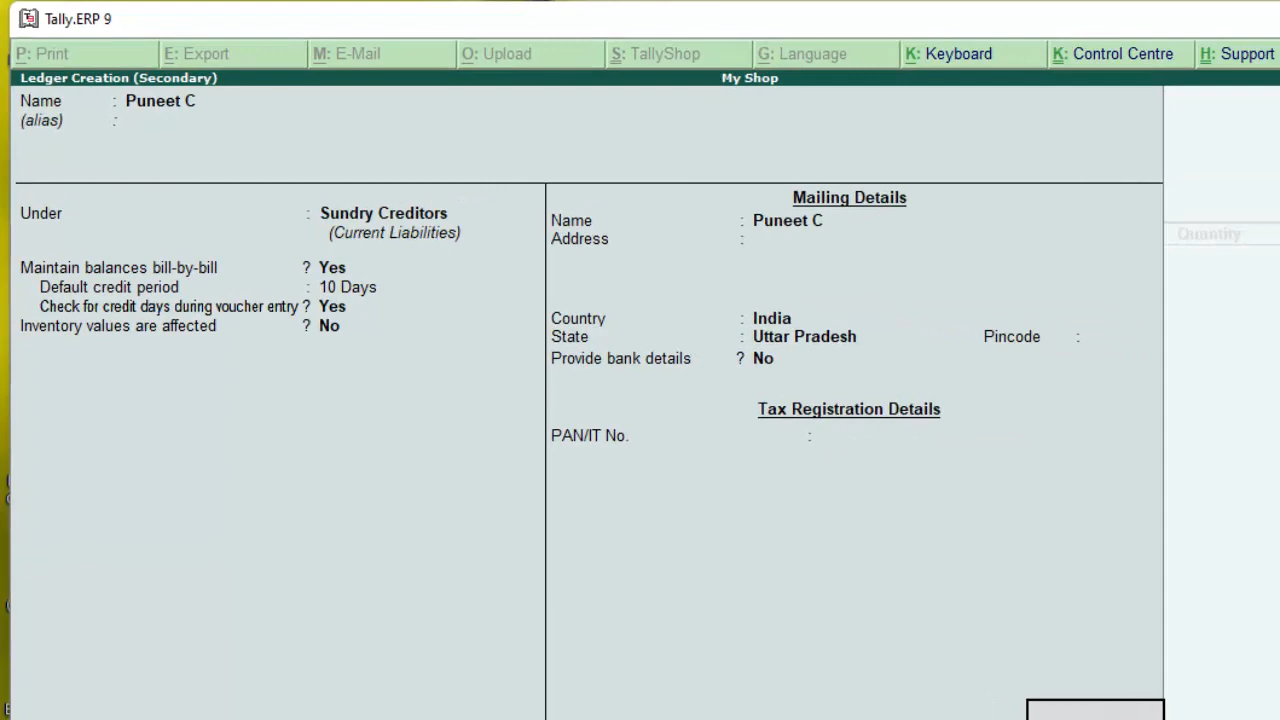 Tally.ERP 9
P: Print E: Export M: E-Mail O: Upload S: TallyShop G: Language K: Keyboard K: Control Centre H: Support
Ledger Creation (Secondary) My Shop
Name : Puneet C
(alias) :
Under : Sundry Creditors
(Current Liabilities)
Maintain balances bill-by-bill ? Yes
Default credit period : 10 Days
Check for credit days during voucher entry ? Yes
Inventory values are affected ? No
Mailing Details
Name : Puneet C
Address :
Country : India
State : Uttar Pradesh Pincode :
Provide bank details ? No
Tax Registration Details
PAN/IT No. :
Quantity